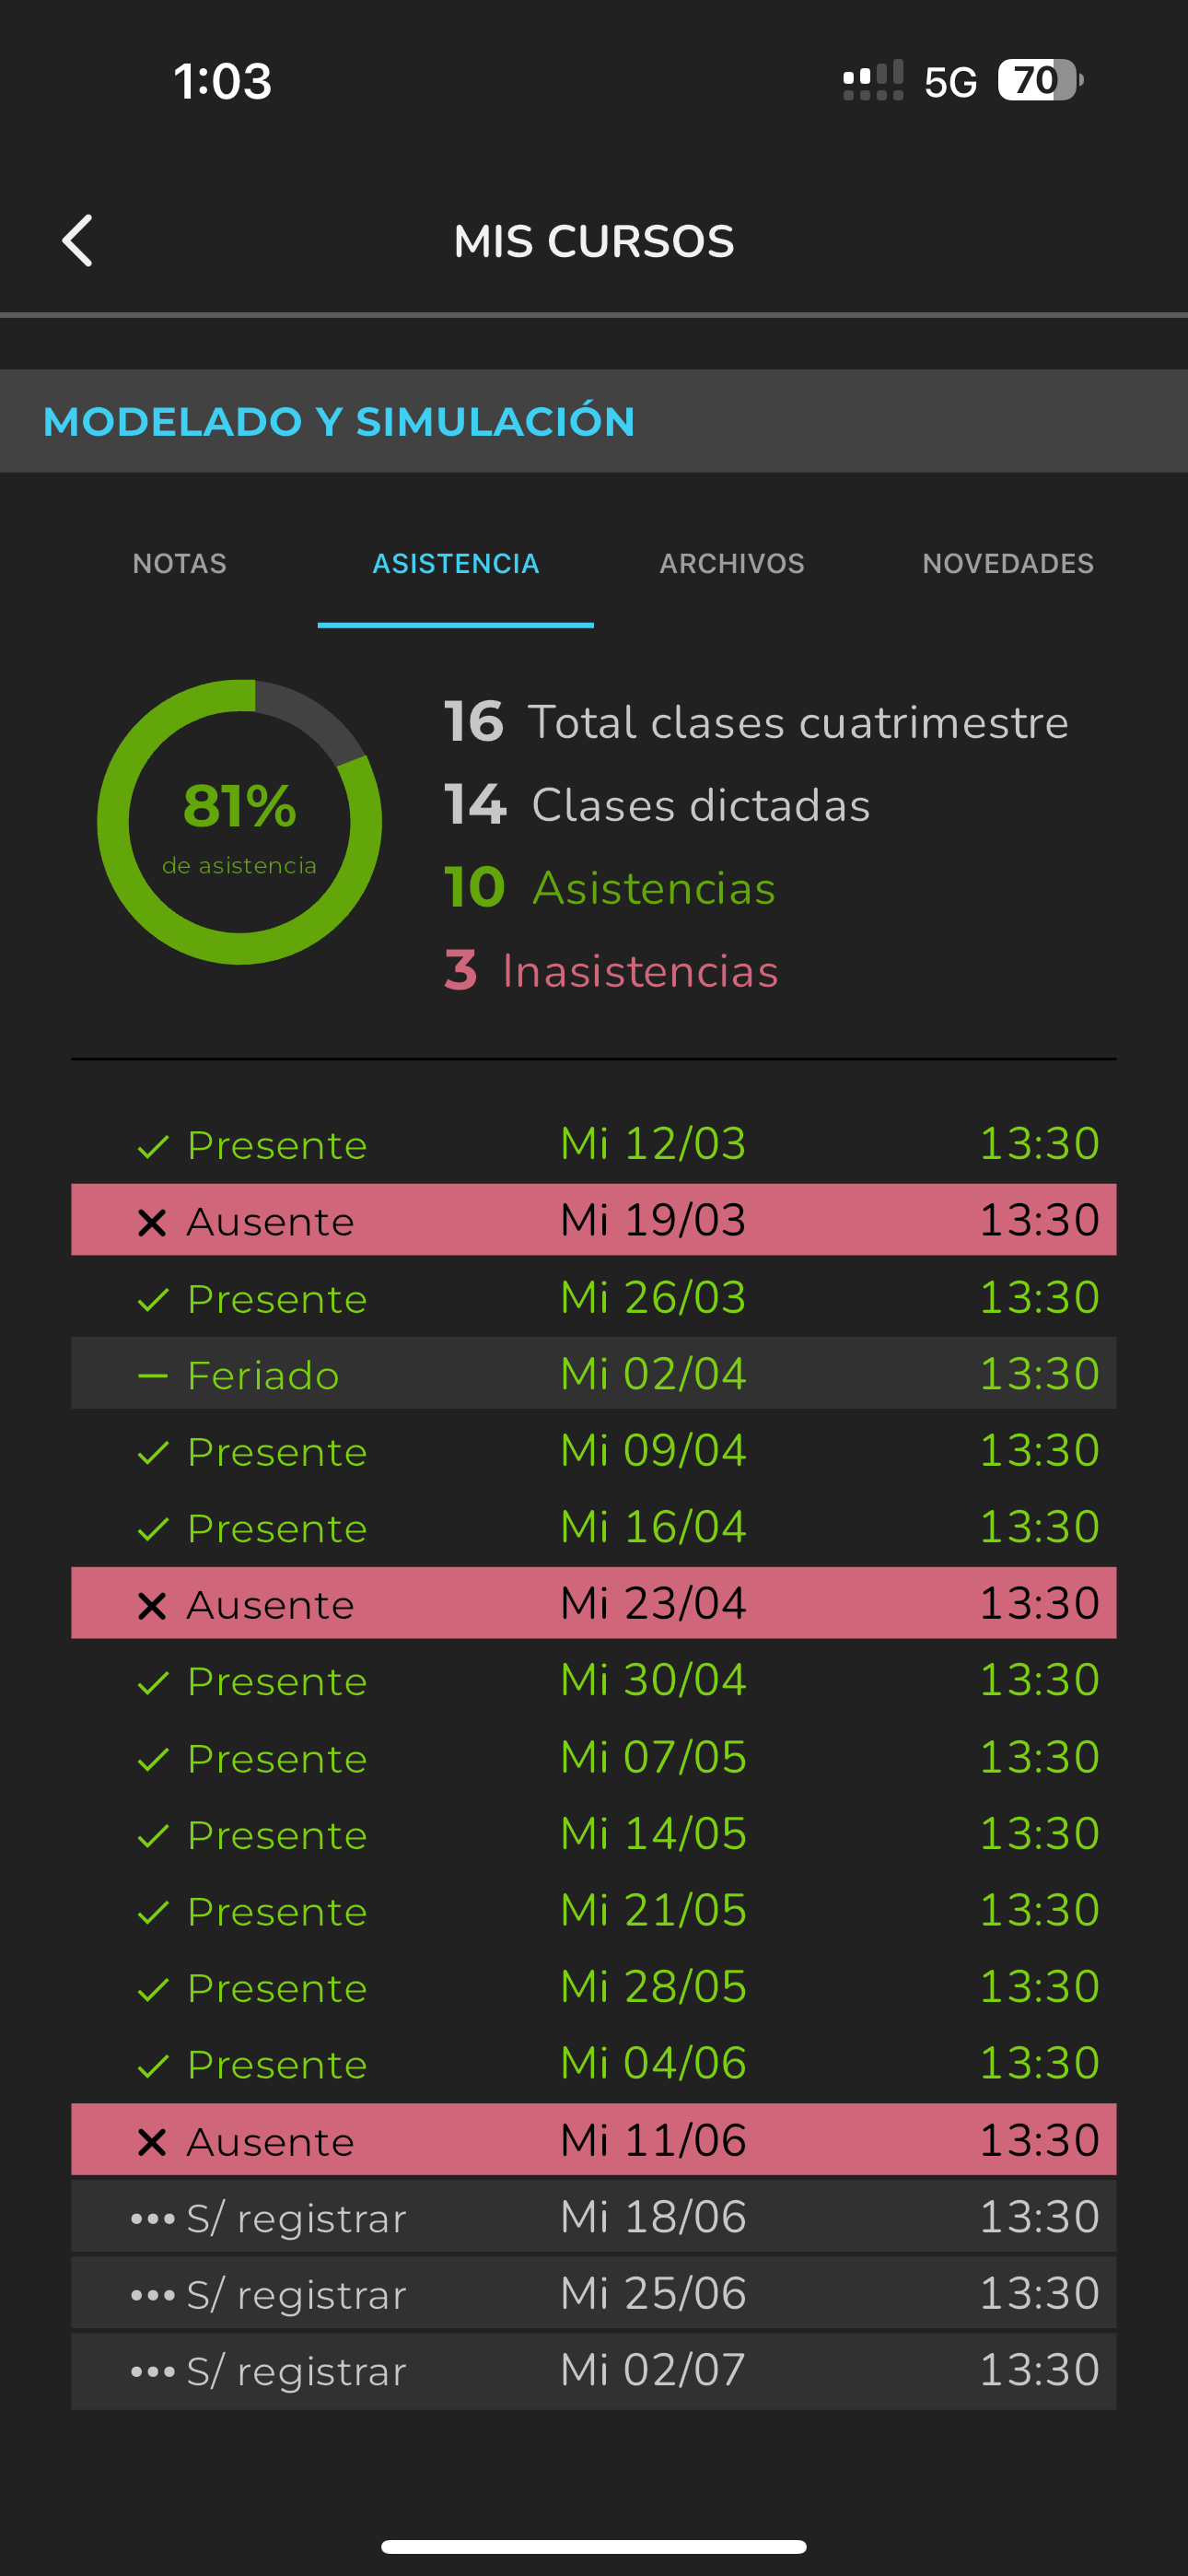 1:03 5G 70
MIS CURSOS
MODELADO Y SIMULACIÓN
NOTAS ASISTENCIA ARCHIVOS NOVEDADES
81%
de asistencia
16 Total clases cuatrimestre
14 Clases dictadas
10 Asistencias
3 Inasistencias
Presente Mi 12/03 13:30
Ausente Mi 19/03 13:30
Presente Mi 26/03 13:30
Feriado Mi 02/04 13:30
Presente Mi 09/04 13:30
Presente Mi 16/04 13:30
Ausente Mi 23/04 13:30
Presente Mi 30/04 13:30
Presente Mi 07/05 13:30
Presente Mi 14/05 13:30
Presente Mi 21/05 13:30
Presente Mi 28/05 13:30
Presente Mi 04/06 13:30
Ausente Mi 11/06 13:30
S/ registrar Mi 18/06 13:30
S/ registrar Mi 25/06 13:30
S/ registrar Mi 02/07 13:30